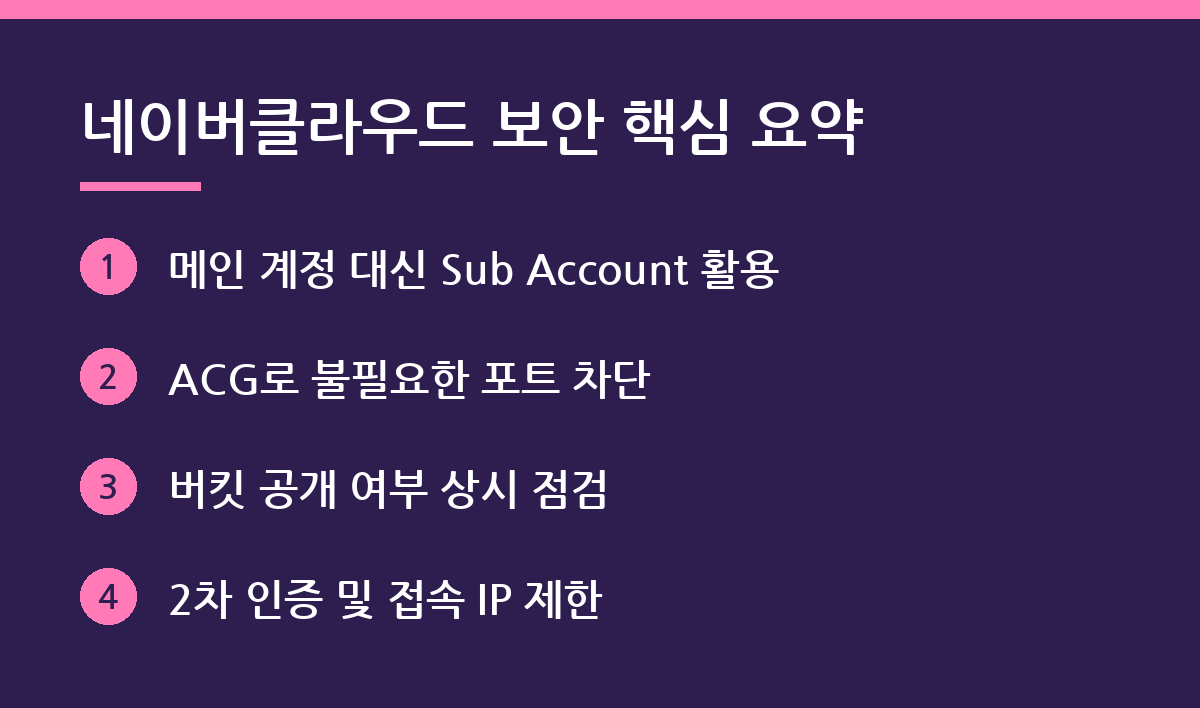 네이버클라우드 보안 핵심 요약
1 메인 계정 대신 Sub Account 활용
2 ACG로 불필요한 포트 차단
3 버킷 공개 여부 상시 점검
4 2차 인증 및 접속 IP 제한